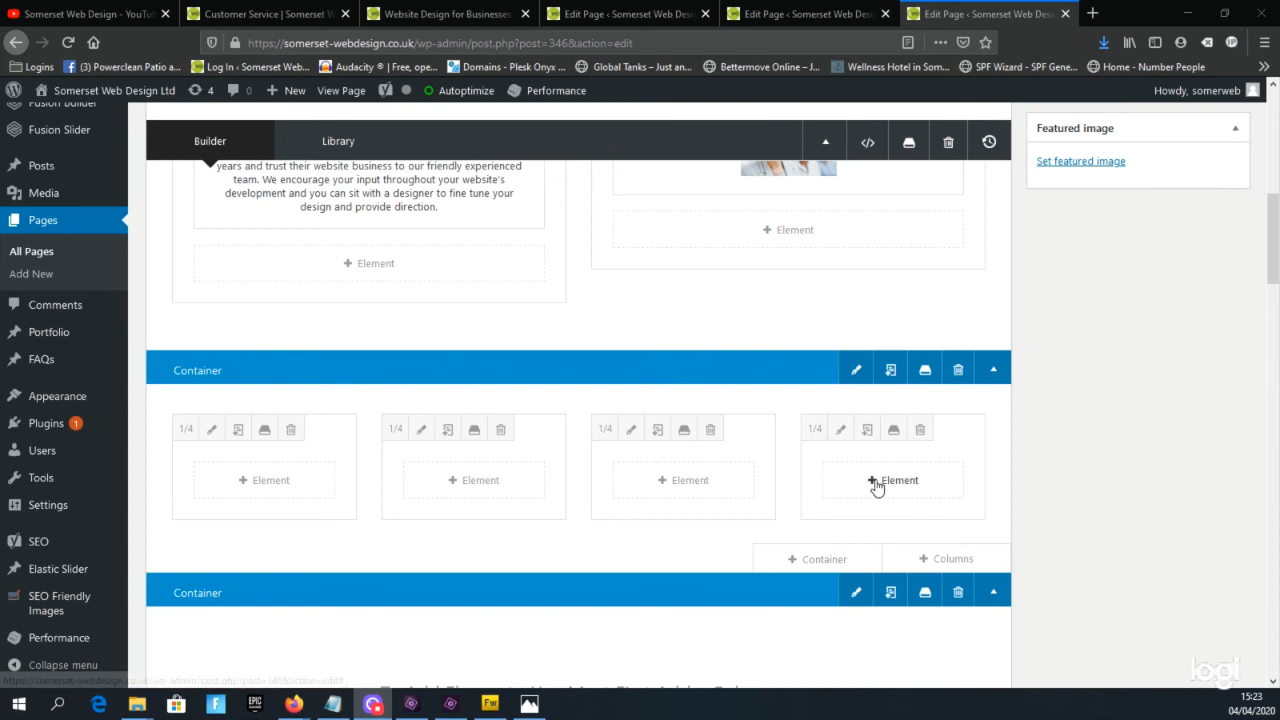 Somerset Web Design - YouTu
Customer Service | Somerset W
Website Design for Businesses
Edit Page ‹ Somerset Web Desi
Edit Page ‹ Somerset Web Desi
Edit Page ‹ Somerset Web Desi
https://somerset-webdesign.co.uk/wp-admin/post.php?post=346&action=edit
Logins
(3) Powerclean Patio a...
Log In ‹ Somerset Web...
Audacity ® | Free, ope...
Domains - Plesk Onyx ...
Global Tanks – Just an...
Bettermove Online - ...
Wellness Hotel in Som...
SPF Wizard - SPF Gene...
Home - Number People
Somerset Web Design Ltd
4
0
New
View Page
Autoptimize
Performance
Howdy, someweb
Fusion Builder
Fusion Slider
Posts
Media
Pages
All Pages
Add New
Comments
Portfolio
FAQs
Appearance
Plugins 1
Users
Tools
Settings
SEO
Elastic Slider
SEO Friendly
Images
Performance
Collapse menu
Builder
Library
Featured image
Set featured image
years and trust their website business to our friendly experienced
team. We encourage your input throughout your website's
development and you can sit with a designer to fine tune your
design and provide direction.
+ Element
+ Element
Container
1/4
1/4
1/4
1/4
+ Element
+ Element
+ Element
+ Element
+ Container
+ Columns
Container
logi
15:23
04/04/2020